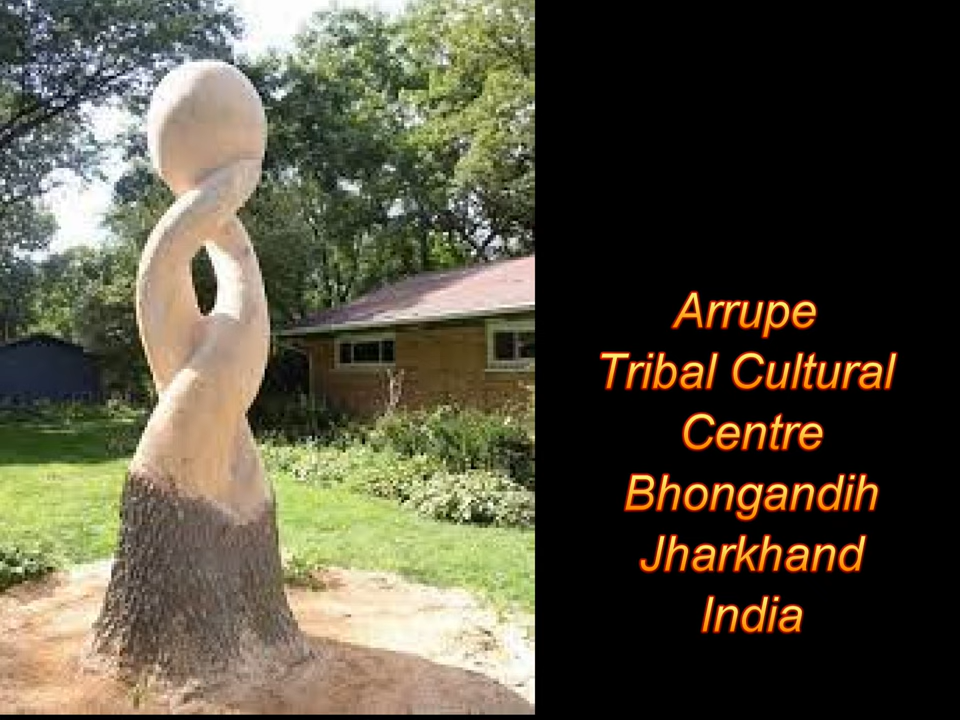 Arrupe
Tribal Cultural
Centre
Bhongandih
Jharkhand
India